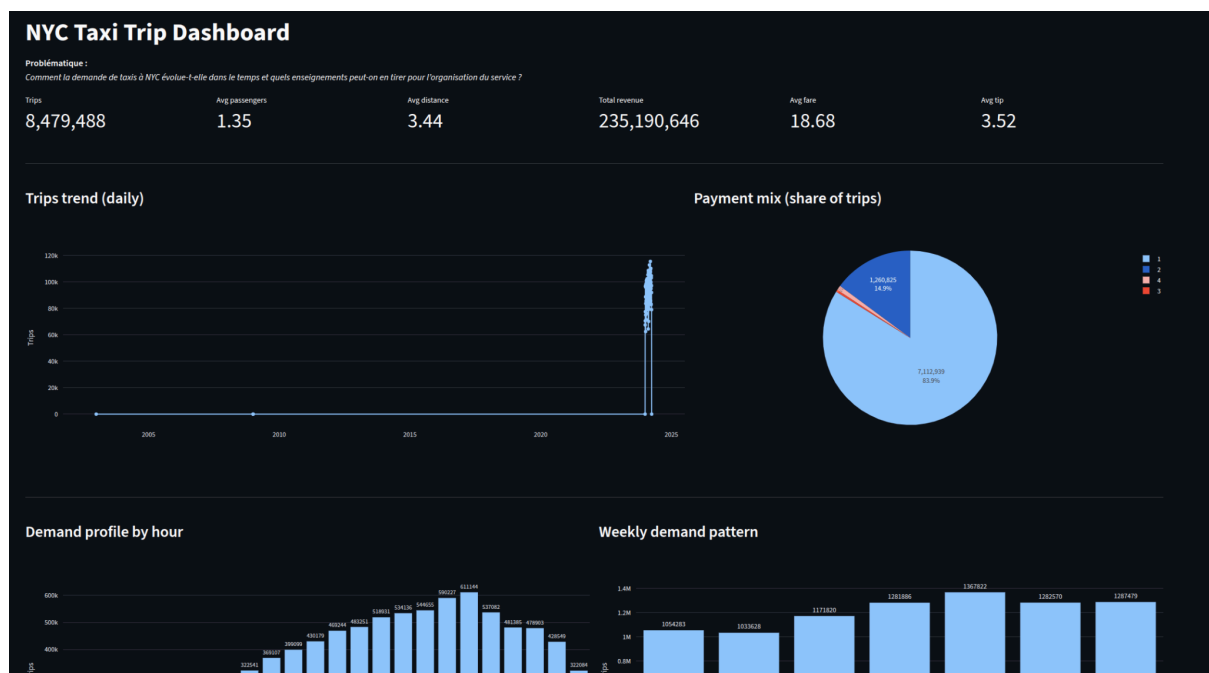 NYC Taxi Trip Dashboard
Problématique :
Comment la demande de taxis à NYC évolue-t-elle dans le temps et quels enseignements peut-on en tirer pour l'organisation du service ?
Trips
8,479,488
Avg passengers
1.35
Avg distance
3.44
Total revenue
235,190,646
Avg fare
18.68
Avg tip
3.52
Trips trend (daily)
120k
100k
80k
60k
40k
20k
0
Trips
2005
2010
2015
2020
2025
Payment mix (share of trips)
1,260,825
14.9%
7,112,939
83.9%
1
2
4
3
Demand profile by hour
600k
500k
400k
322541
369107
399099
430179
469244
483251
518931
534136
544655
590227
611144
537082
481385
478903
428549
322084
Weekly demand pattern
1.4M
1.2M
1M
0.8M
1054283
1033628
1171820
1281886
1367822
1282570
1287479